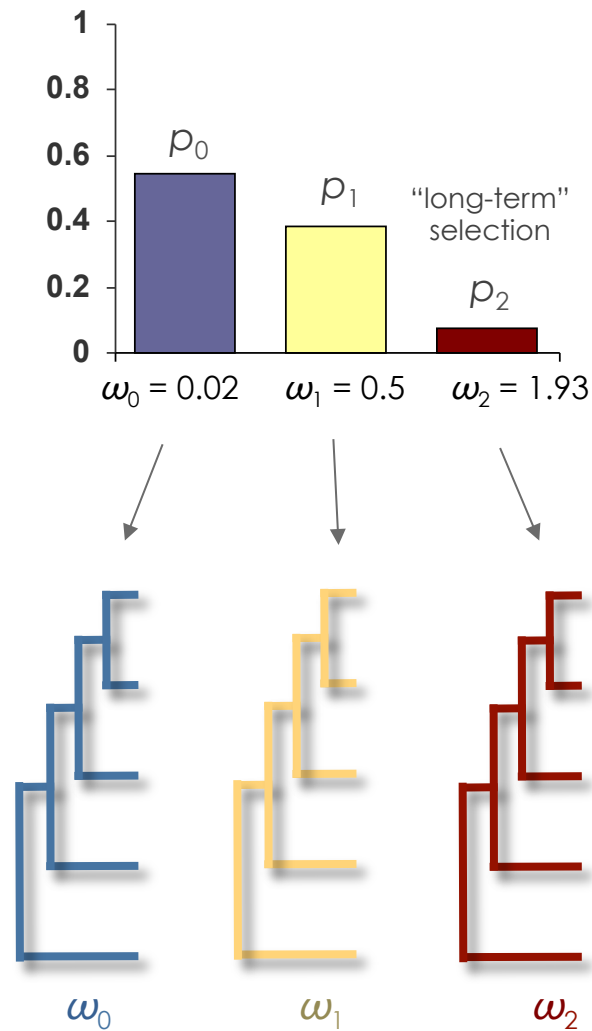 1
0.8
0.6
0.4
0.2
0
p₀
p₁
“long-term”
selection
p₂
ω₀ = 0.02
ω₁ = 0.5
ω₂ = 1.93
ω₀
ω₁
ω₂